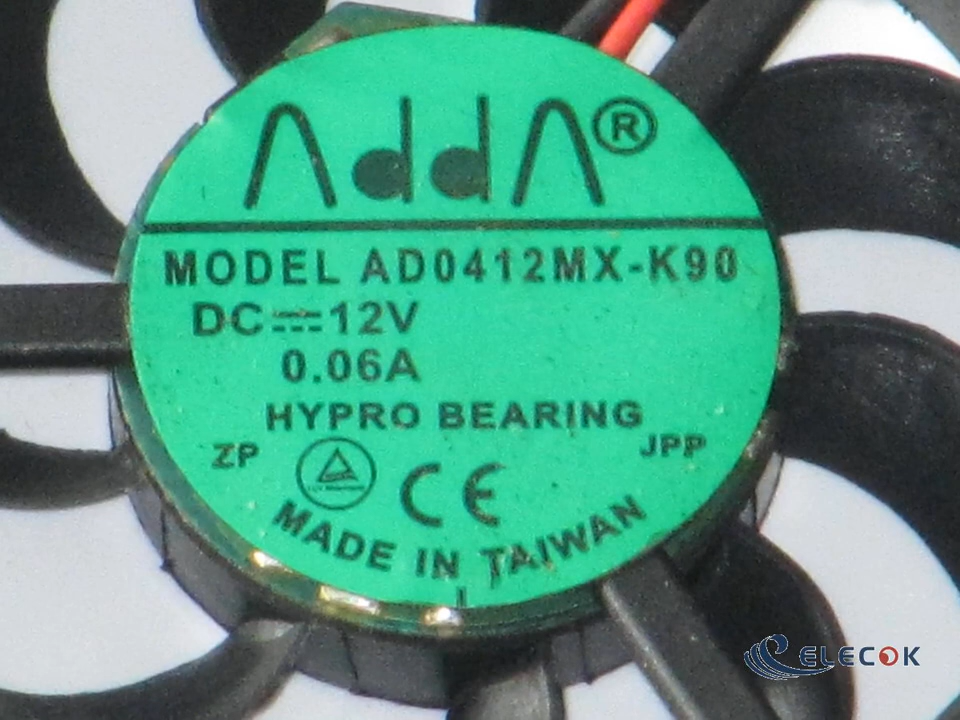 AddA®
MODEL AD0412MX-K90
DC⎓12V
0.06A
HYPRO BEARING
ZP JPP
CE
MADE IN TAIWAN
ELECOK